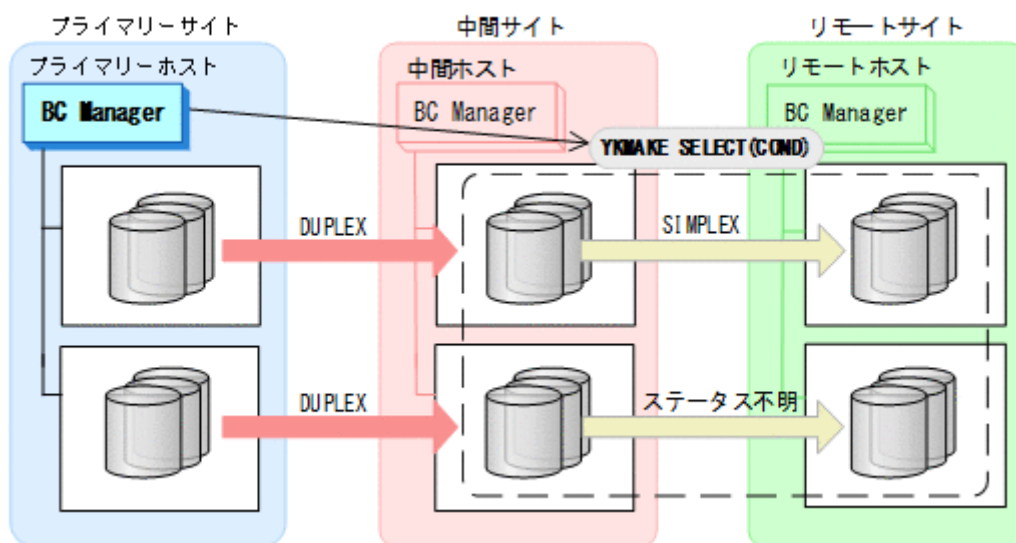 プライマリーサイト
中間サイト
リモートサイト
プライマリーホスト
中間ホスト
リモートホスト
BC Manager
BC Manager
BC Manager
YKMAKE SELECT(COND)
DUPLEX
SIMPLEX
DUPLEX
ステータス不明